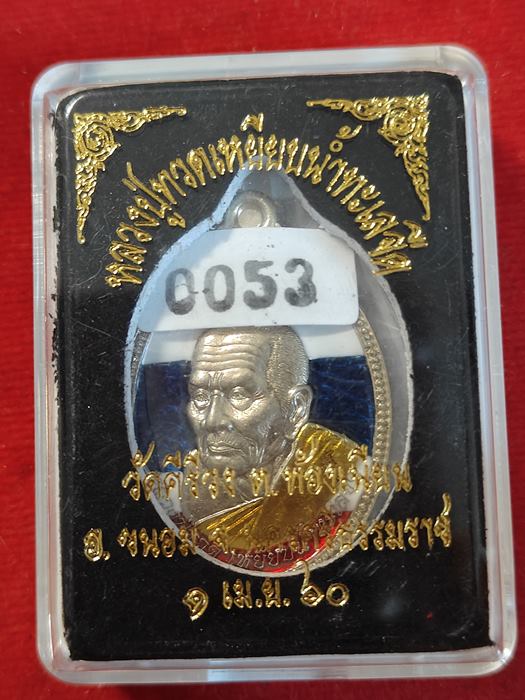 หลวงปู่ทวดเหยียบน้ำทะเลจืด
0053
วัดคีรีวง ต.ท้องเนียน
อ. ขนอม จ. นครศรีธรรมราช
๑ เม.ย. ๖๐